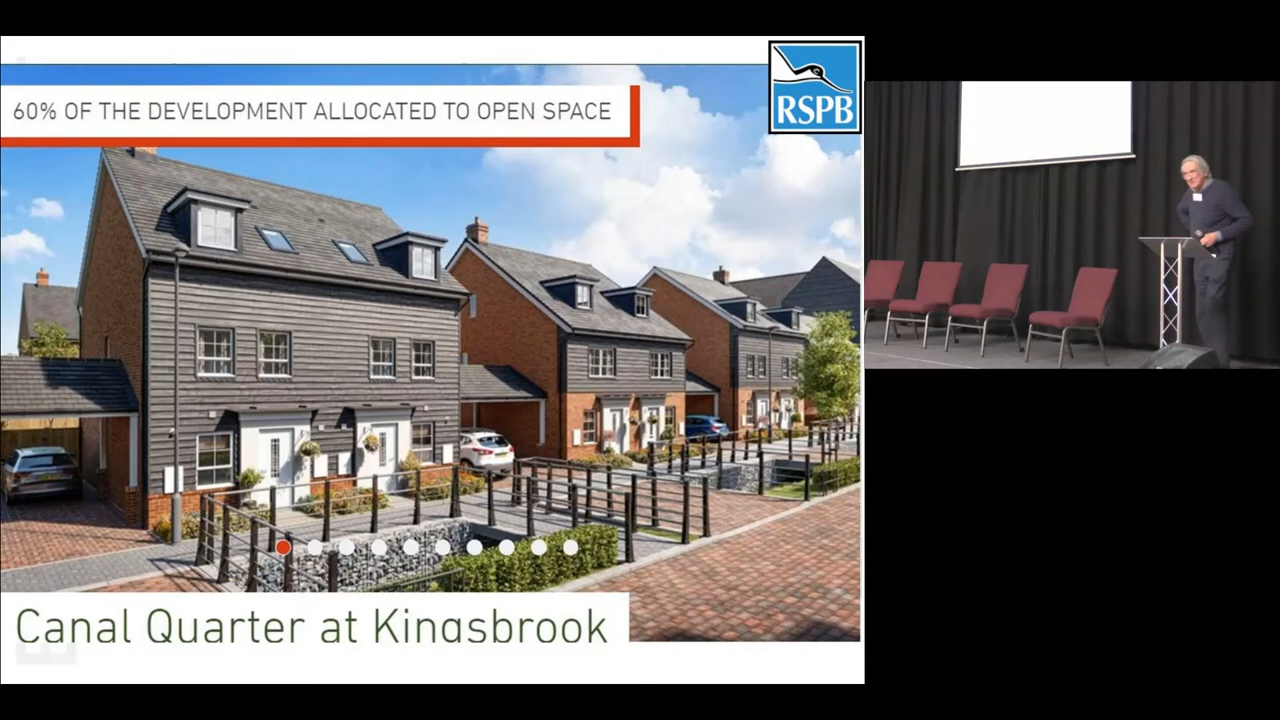 60% OF THE DEVELOPMENT ALLOCATED TO OPEN SPACE
RSPB
Canal Quarter at Kingsbrook